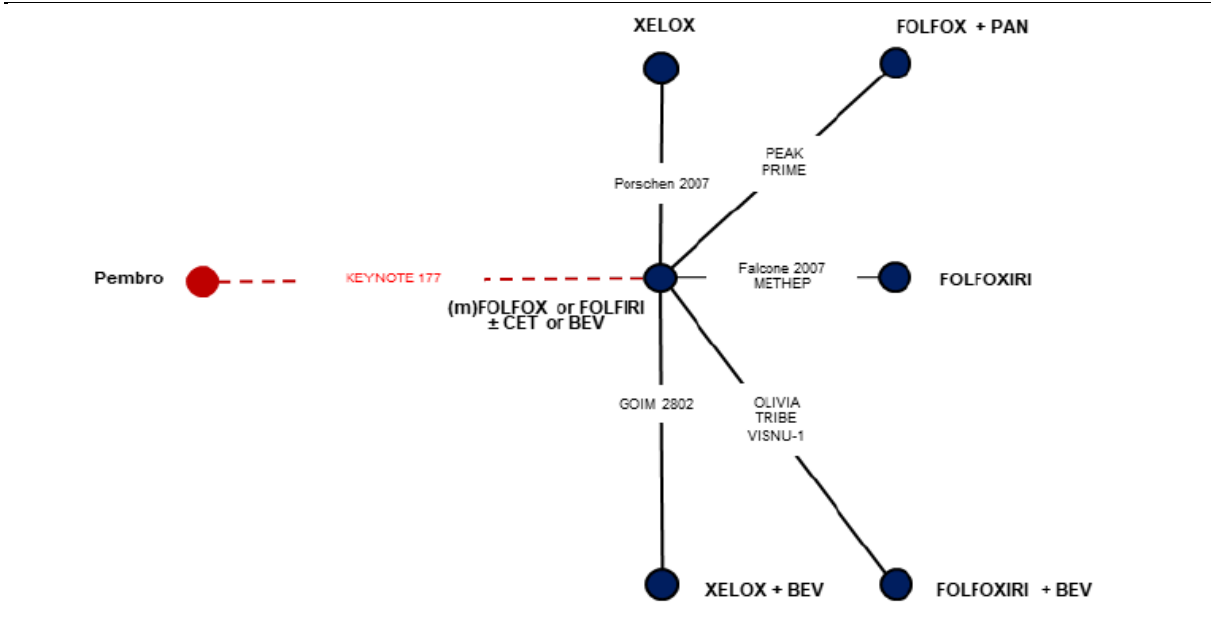 XELOX
FOLFOX + PAN
PEAK
PRIME
Porschen 2007
Pembro
KEYNOTE 177
Falcone 2007
METHEP
FOLFOXIRI
(m)FOLFOX or FOLFIRI
± CET or BEV
GOIM 2802
OLIVIA
TRIBE
VISNU-1
XELOX + BEV
FOLFOXIRI + BEV